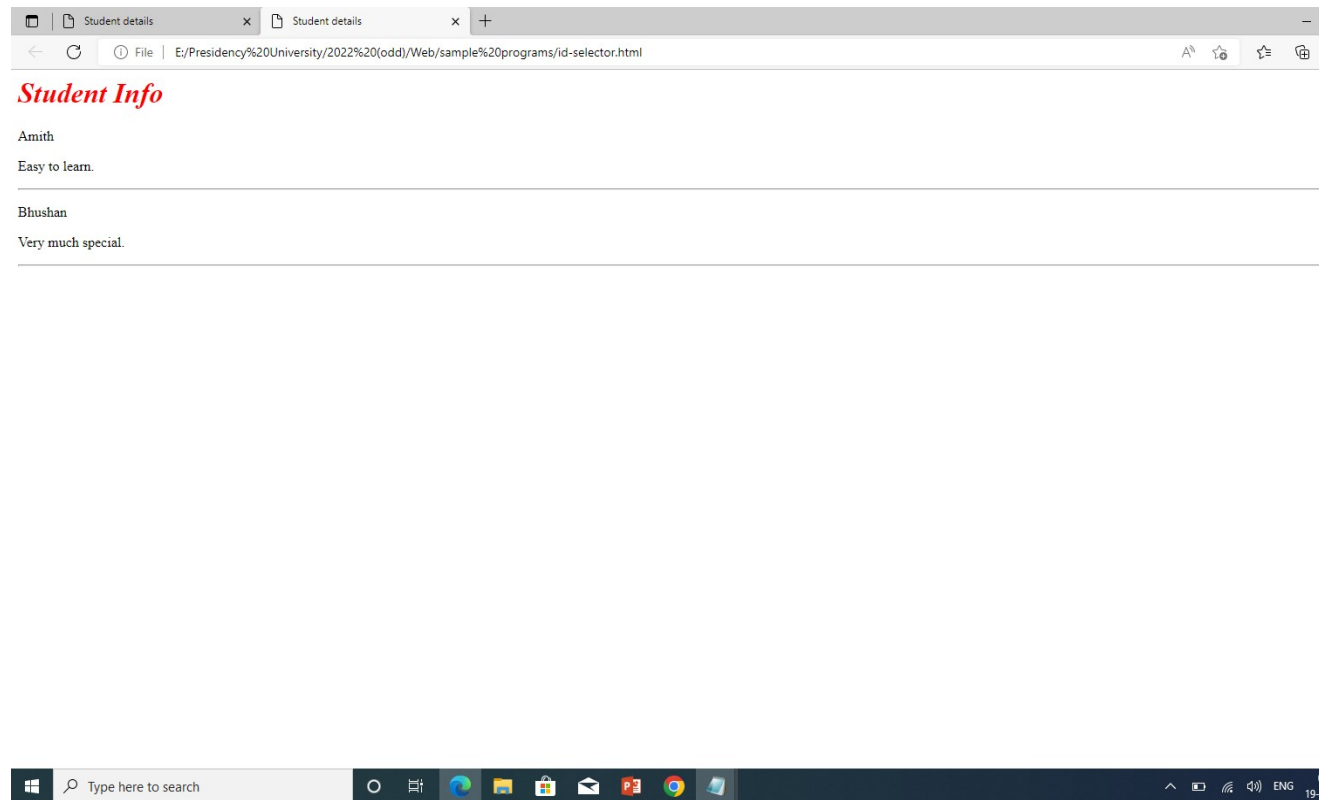 Student details
Student details
File
E:/Presidency%20University/2022%20(odd)/Web/sample%20programs/id-selector.html
Student Info
Amith
Easy to learn.
Bhushan
Very much special.
Type here to search
ENG
19-